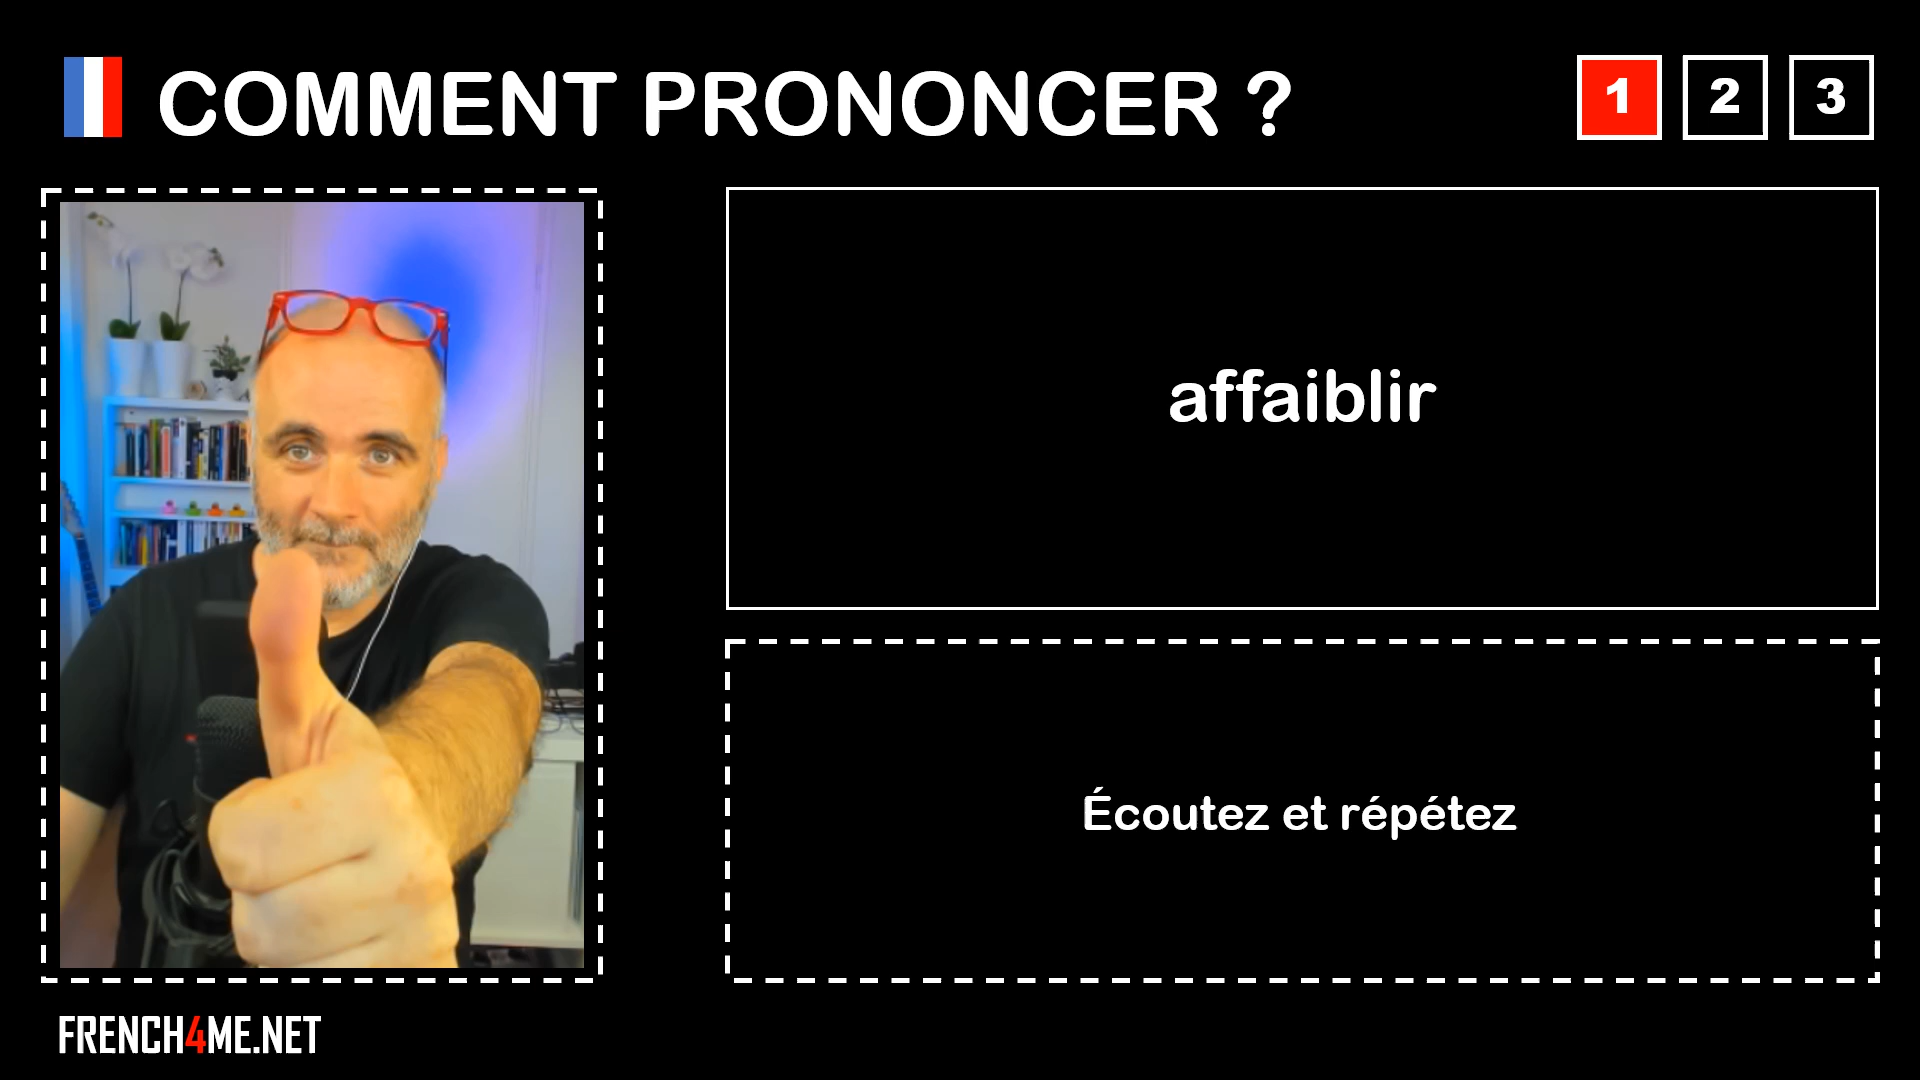 COMMENT PRONONCER ?
1 2 3
affaiblir
Écoutez et répétez
FRENCH4ME.NET